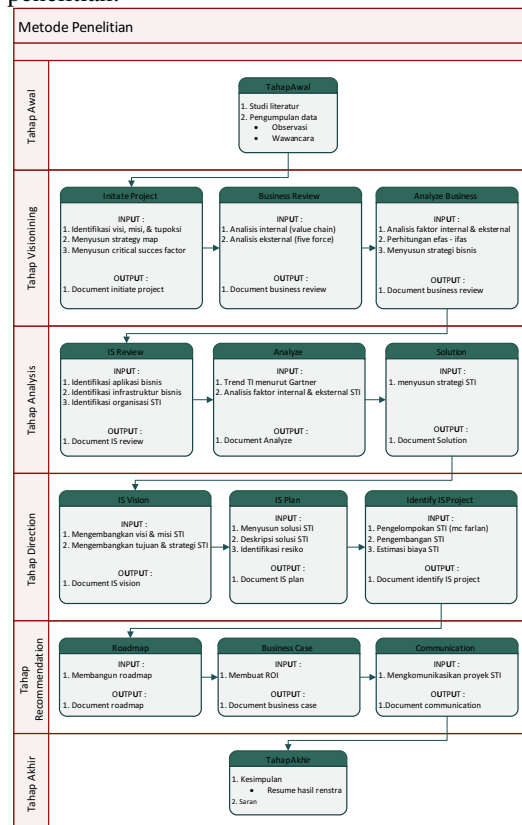 penelitian.
Metode Penelitian
Tahap Awal
TahapAwal
1. Studi literatur
2. Pengumpulan data
• Observasi
• Wawancara
Tahap Visionining
Initate Project
INPUT :
1. Identifikasi visi, misi, & tupoksi
2. Menyusun strategy map
3. Menyusun critical succes factor
OUTPUT :
1. Document initiate project
Business Review
INPUT :
1. Analisis internal (value chain)
2. Analisis eksternal (five force)
OUTPUT :
1. Document business review
Analyze Business
INPUT :
1. Analisis faktor internal & eksternal
2. Perhitungan efas - ifas
3. Menyusun strategi bisnis
OUTPUT :
1. Document business review
Tahap Analysis
IS Review
INPUT :
1. Identifikasi aplikasi bisnis
2. Identifikasi infrastuktur bisnis
3. Identifikasi organisasi STI
OUTPUT :
1. Document IS review
Analyze
INPUT :
1. Trend TI menurut Gartner
2. Analisis faktor internal & eksternal STI
OUTPUT :
1. Document Analyze
Solution
INPUT :
1. menyusun strategi STI
OUTPUT :
1. Document Solution
Tahap Direction
IS Vision
INPUT :
1. Mengembangkan visi & misi STI
2. Mengembangkan tujuan & strategi STI
OUTPUT :
1. Document IS vision
IS Plan
INPUT :
1. Menyusun solusi STI
2. Deskripsi solusi STI
3. Identifikasi resiko
OUTPUT :
1. Document IS plan
Identify ISProject
INPUT :
1. Pengelompokan STI (mc farlan)
2. Pengembangan STI
3. Estimasi biaya STI
OUTPUT :
1. Document identify IS project
Tahap
Recommendation
Roadmap
INPUT :
1. Membangun roadmap
OUTPUT :
1. Document roadmap
Business Case
INPUT :
1. Membuat ROI
OUTPUT :
1. Document business case
Communication
INPUT :
1. Mengkomunikasikan proyek STI
OUTPUT :
1.Document communication
Tahap Akhir
TahapAkhir
1. Kesimpulan
• Resume hasil renstra
2. Saran